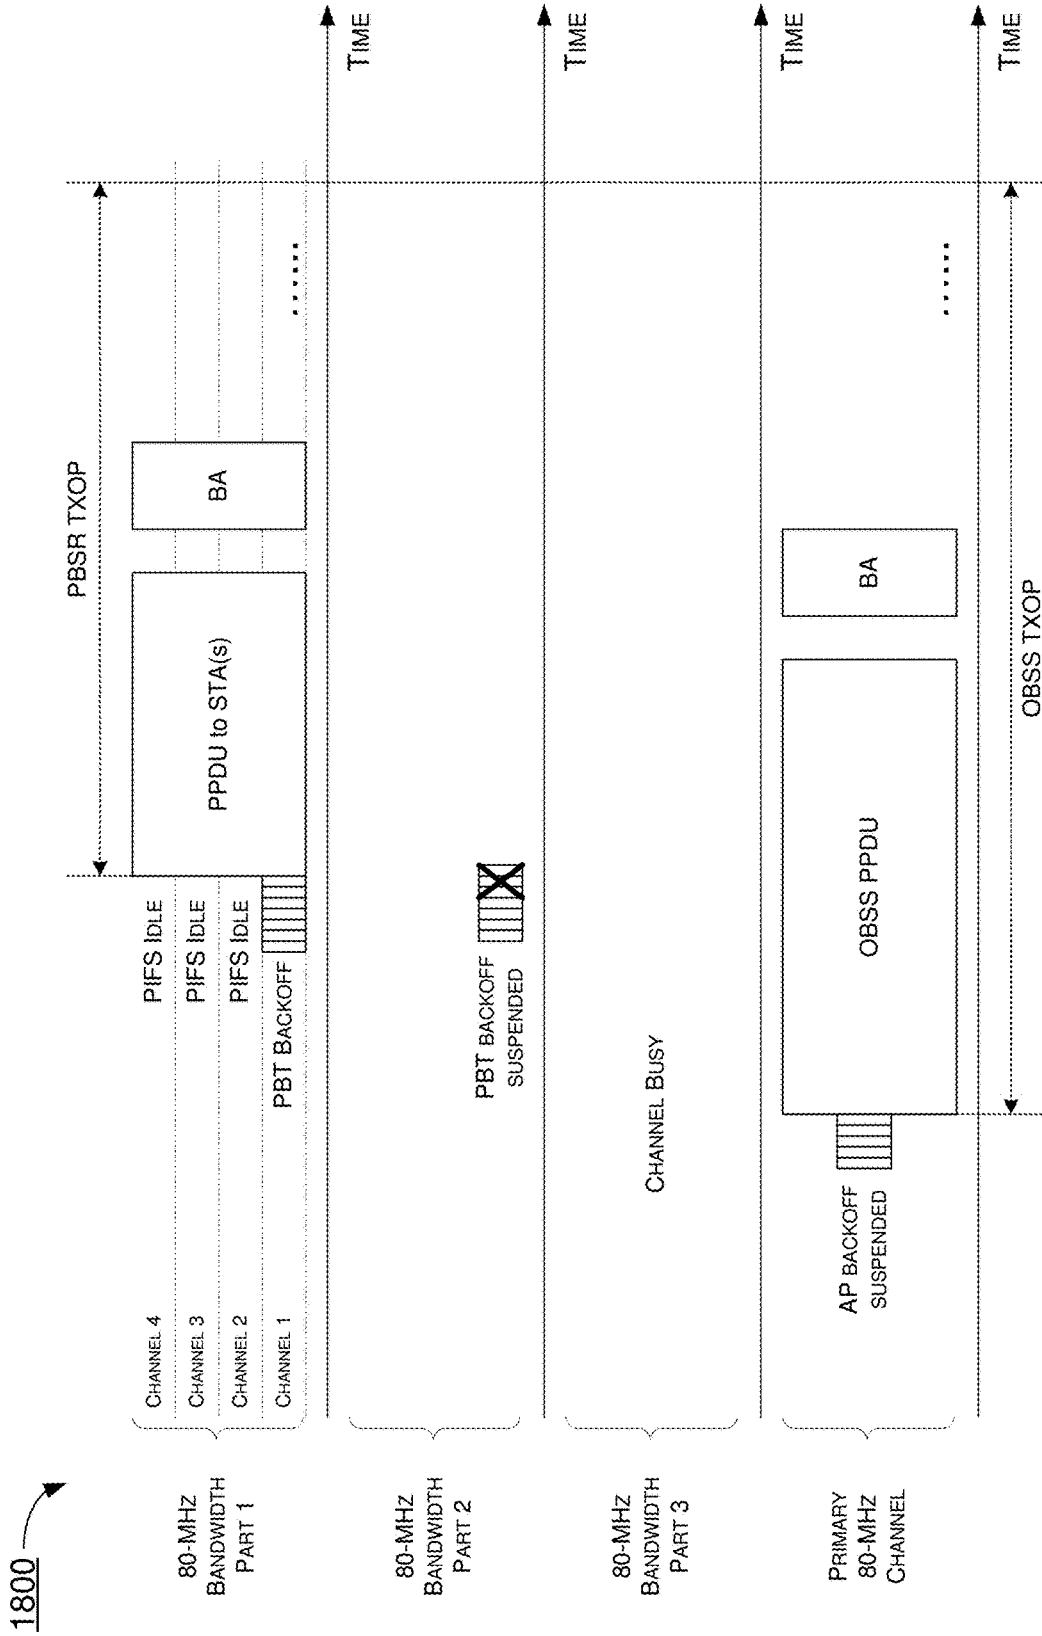 1800
PBSR TXOP
80-MHZ
BANDWIDTH
PART 1
CHANNEL 4
CHANNEL 3
CHANNEL 2
CHANNEL 1
PIFS IDLE
PIFS IDLE
PIFS IDLE
PBT BACKOFF
PPDU to STA(s)
BA
......
TIME
80-MHZ
BANDWIDTH
PART 2
PBT BACKOFF
SUSPENDED
TIME
80-MHZ
BANDWIDTH
PART 3
CHANNEL BUSY
TIME
PRIMARY
80-MHZ
CHANNEL
AP BACKOFF
SUSPENDED
OBSS PPDU
BA
......
TIME
OBSS TXOP